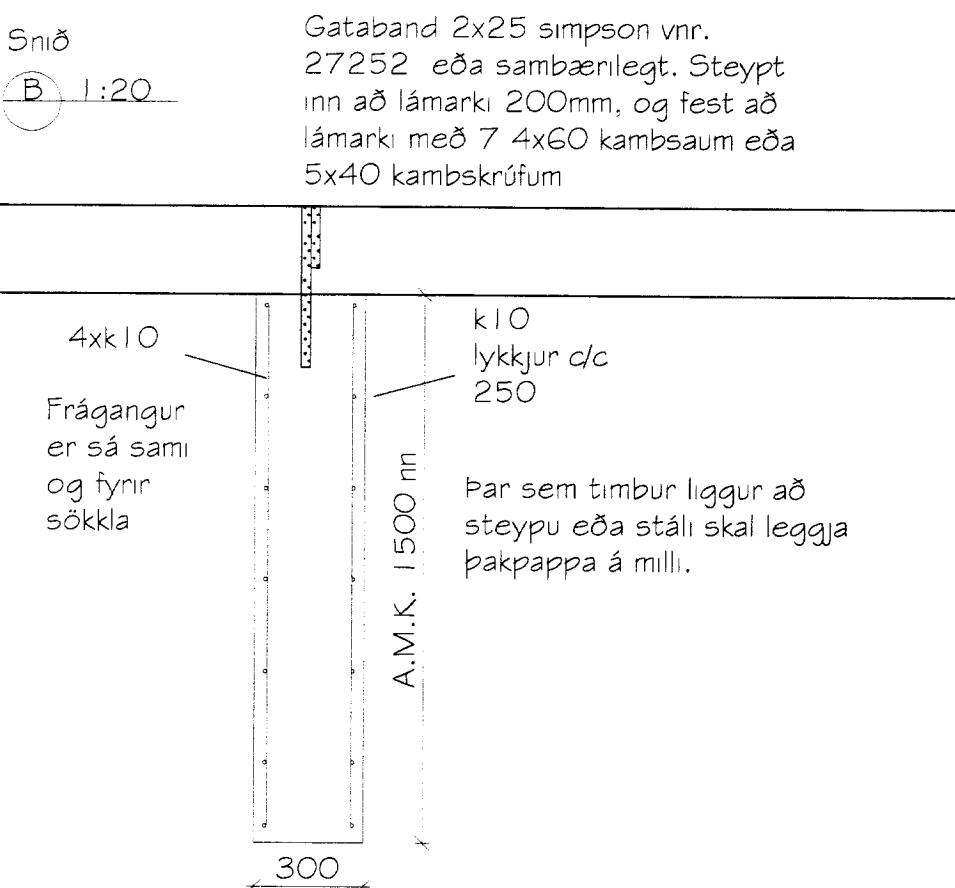 Snið
B 1:20
Gataband 2x25 simpson vnr.
27252 eða sambærilegt. Steypt
inn að lámarki 200mm, og fest að
lámarki með 7 4x60 kambsaum eða
5x40 kambskrúfum
4xk10
k10
lykkjur c/c
250
Frágangur
er sá sami
og fyrir
sökkla
A.M.K. 1500 nn
Þar sem timbur liggur að
steypu eða stáli skal leggja
þakpappa á milli.
300